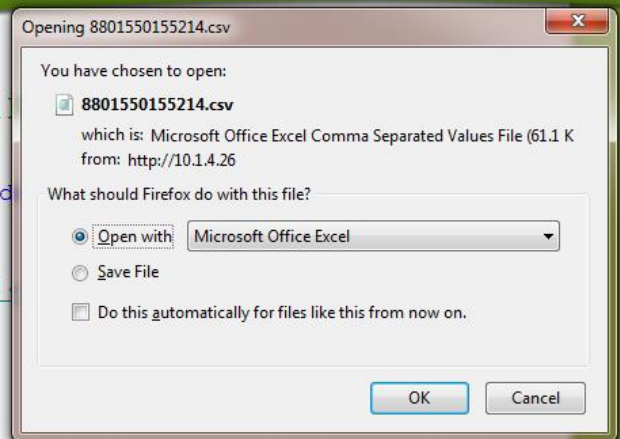 Opening 8801550155214.csv
You have chosen to open:
8801550155214.csv
which is: Microsoft Office Excel Comma Separated Values File (61.1 K
from: http://10.1.4.26
What should Firefox do with this file?
Open with Microsoft Office Excel
Save File
Do this automatically for files like this from now on.
OK Cancel